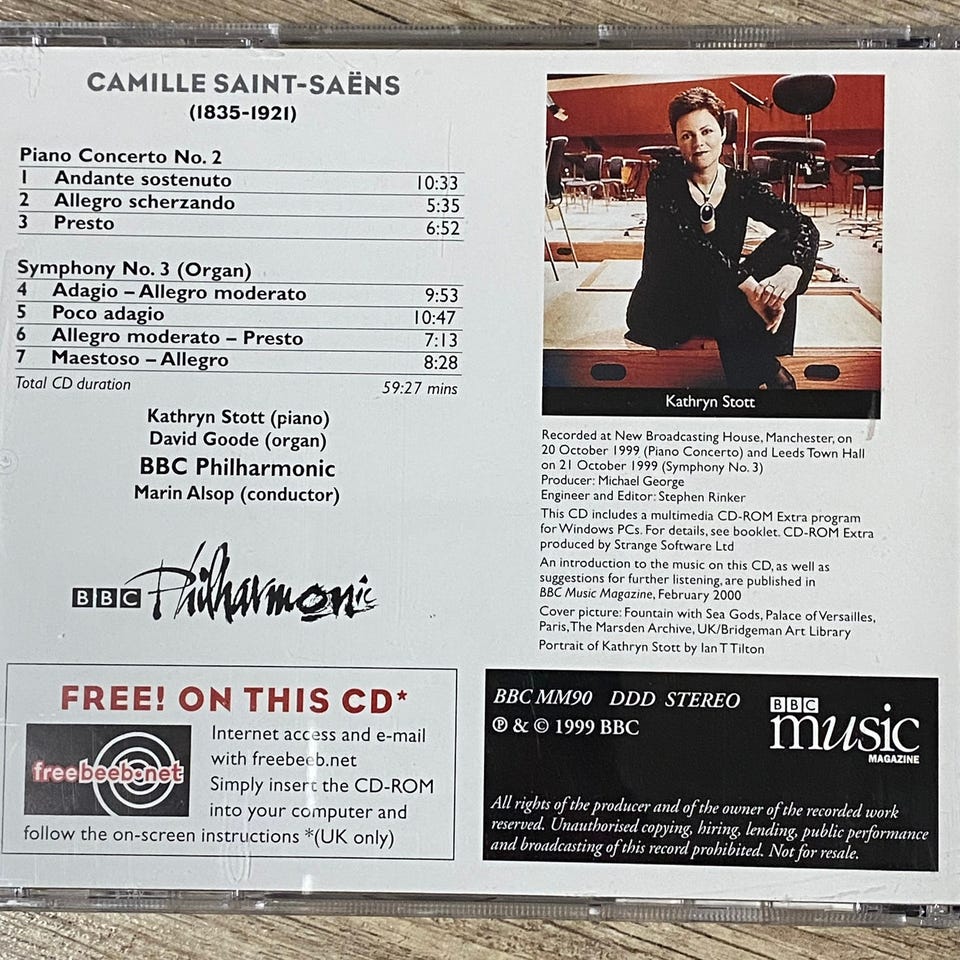 CAMILLE SAINT-SAËNS
(1835-1921)
Piano Concerto No. 2
1 Andante sostenuto 10:33
2 Allegro scherzando 5:35
3 Presto 6:52
Symphony No. 3 (Organ)
4 Adagio – Allegro moderato 9:53
5 Poco adagio 10:47
6 Allegro moderato – Presto 7:13
7 Maestoso – Allegro 8:28
Total CD duration 59:27 mins
Kathryn Stott (piano)
David Goode (organ)
BBC Philharmonic
Marin Alsop (conductor)
BBC Philharmonic
FREE! ON THIS CD*
freebeeb.net
Internet access and e-mail
with freebeeb.net
Simply insert the CD-ROM
into your computer and
follow the on-screen instructions *(UK only)
Kathryn Stott
Recorded at New Broadcasting House, Manchester, on
20 October 1999 (Piano Concerto) and Leeds Town Hall
on 21 October 1999 (Symphony No. 3)
Producer: Michael George
Engineer and Editor: Stephen Rinker
This CD includes a multimedia CD-ROM Extra program
for Windows PCs. For details, see booklet. CD-ROM Extra
produced by Strange Software Ltd
An introduction to the music on this CD, as well as
suggestions for further listening, are published in
BBC Music Magazine, February 2000
Cover picture: Fountain with Sea Gods, Palace of Versailles,
Paris, The Marsden Archive, UK/Bridgeman Art Library
Portrait of Kathryn Stott by Ian T Tilton
BBC MM90 DDD STEREO
℗ & © 1999 BBC
BBC
music
MAGAZINE
All rights of the producer and of the owner of the recorded work
reserved. Unauthorised copying, hiring, lending, public performance
and broadcasting of this record prohibited. Not for resale.